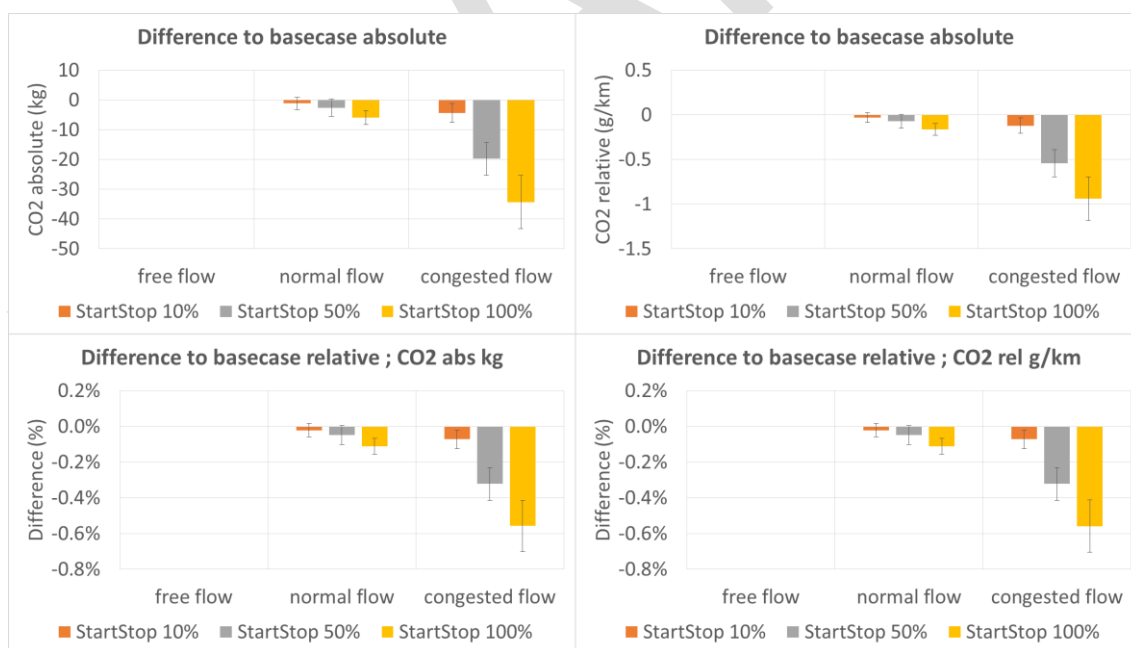 Difference to basecase absolute
10
0
-10
-20
-30
-40
-50
CO2 absolute (kg)
free flow normal flow congested flow
StartStop 10% StartStop 50% StartStop 100%
Difference to basecase absolute
0.5
0
-0.5
-1
-1.5
CO2 relative (g/km)
free flow normal flow congested flow
StartStop 10% StartStop 50% StartStop 100%
Difference to basecase relative ; CO2 abs kg
0.2%
0.0%
-0.2%
-0.4%
-0.6%
-0.8%
Difference (%)
free flow normal flow congested flow
StartStop 10% StartStop 50% StartStop 100%
Difference to basecase relative ; CO2 rel g/km
0.2%
0.0%
-0.2%
-0.4%
-0.6%
-0.8%
Difference (%)
free flow normal flow congested flow
StartStop 10% StartStop 50% StartStop 100%